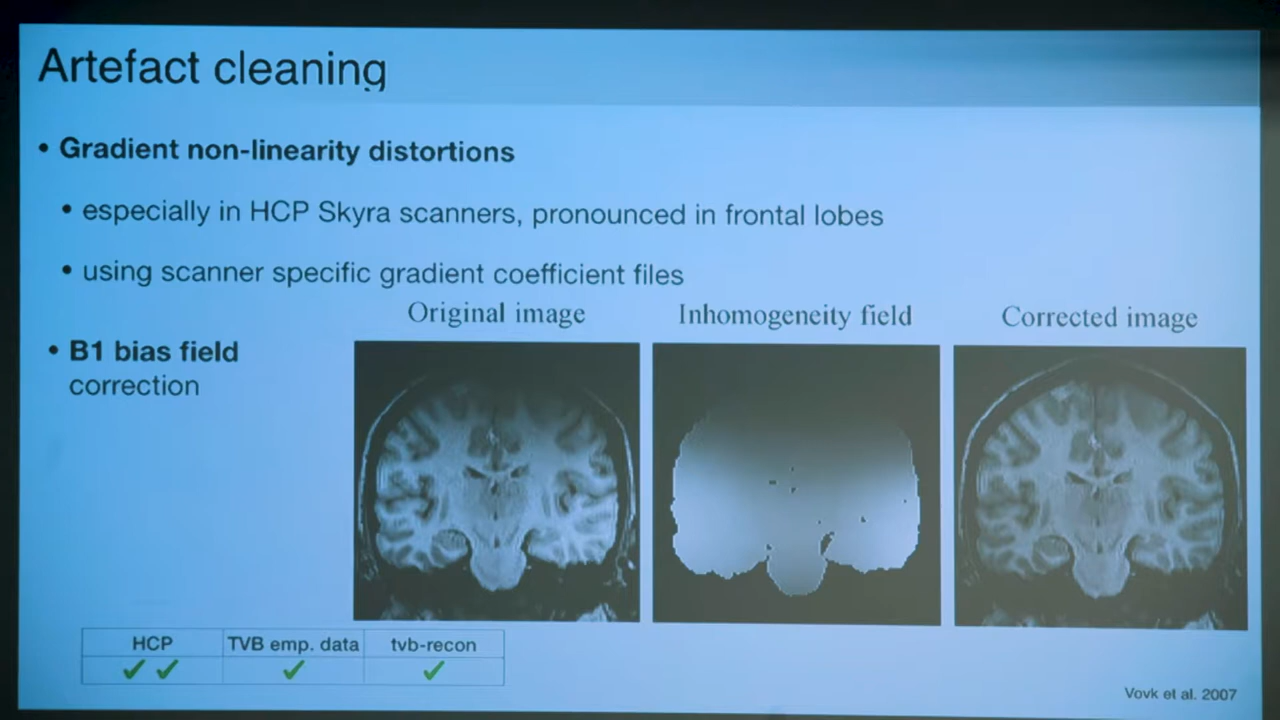 Artefact cleaning
• Gradient non-linearity distortions
• especially in HCP Skyra scanners, pronounced in frontal lobes
• using scanner specific gradient coefficient files
Original image
Inhomogeneity field
Corrected image
• B1 bias field
correction
HCP
TVB emp. data
tvb-recon
✓ ✓
✓
✓
Vovk et al. 2007